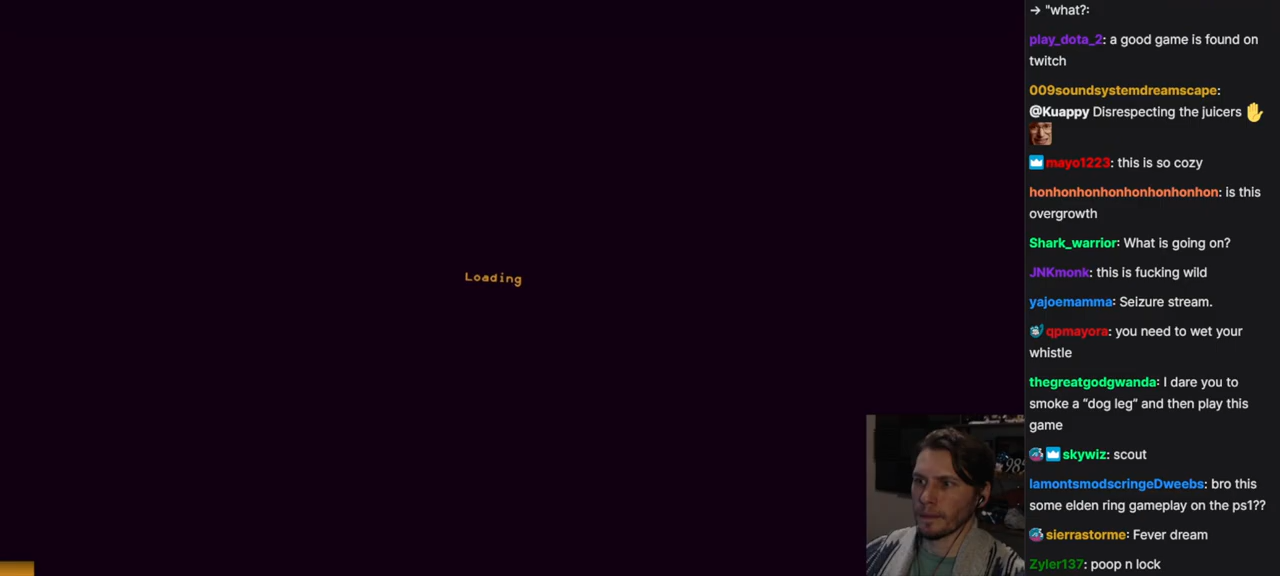 Loading
→ "what?:
play_dota_2: a good game is found on
twitch
009soundsystemdreamscape:
@Kuappy Disrespecting the juicers ✋
mayo1223: this is so cozy
honhonhonhonhonhonhonhon: is this
overgrowth
Shark_warrior: What is going on?
JNKmonk: this is fucking wild
yajoemamma: Seizure stream.
qpmayora: you need to wet your
whistle
thegreatgodgwanda: I dare you to
smoke a “dog leg” and then play this
game
skywiz: scout
lamontsmodscringeDweebs: bro this
some elden ring gameplay on the ps1??
sierrastorme: Fever dream
Zyler137: poop n lock